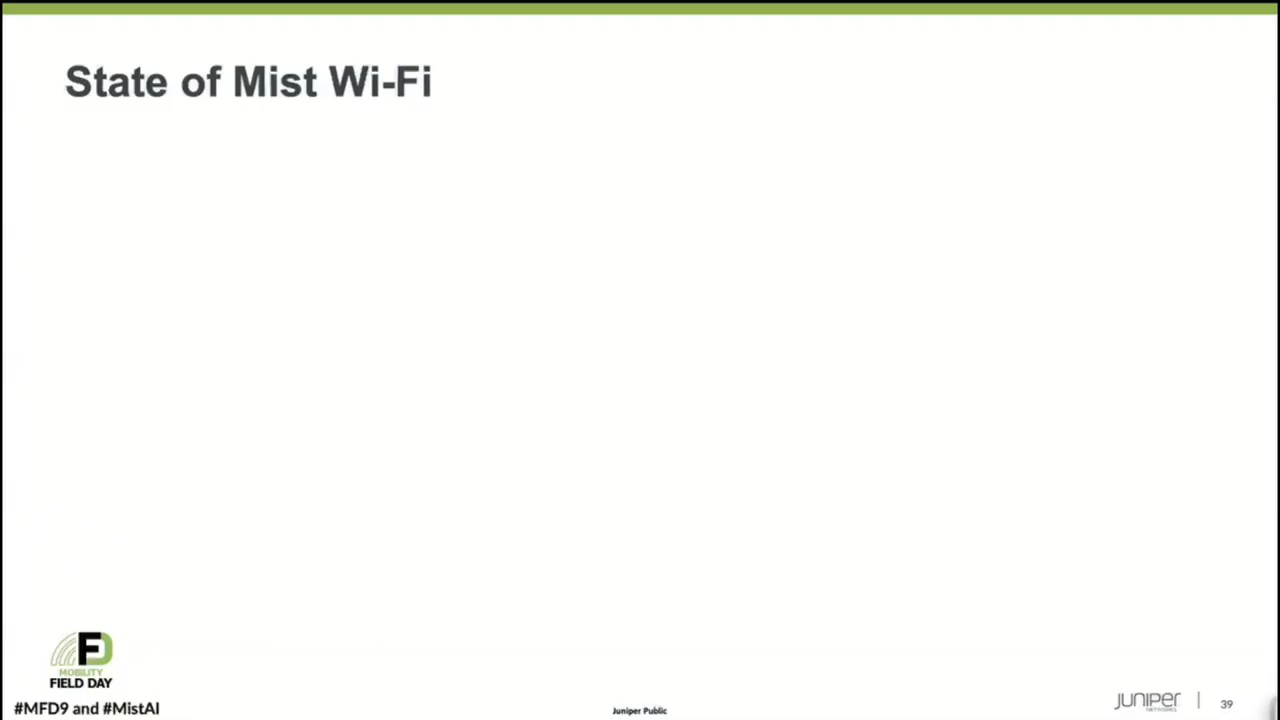 State of Mist Wi-Fi
MOBILITY
FIELD DAY
#MFD9 and #MistAI
Juniper Public
JUNIPER
NETWORKS
39